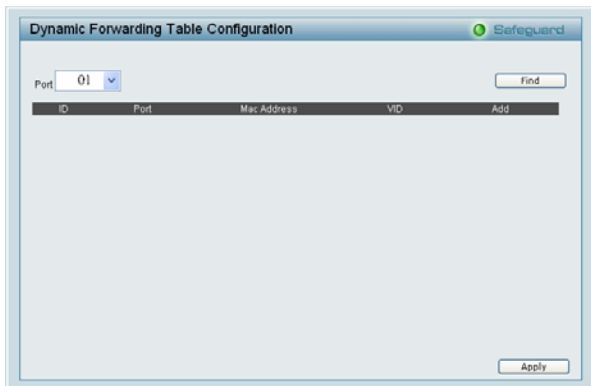 Dynamic Forwarding Table Configuration Safeguard
Port 01 Find
ID Port Mac Address VID Add
Apply